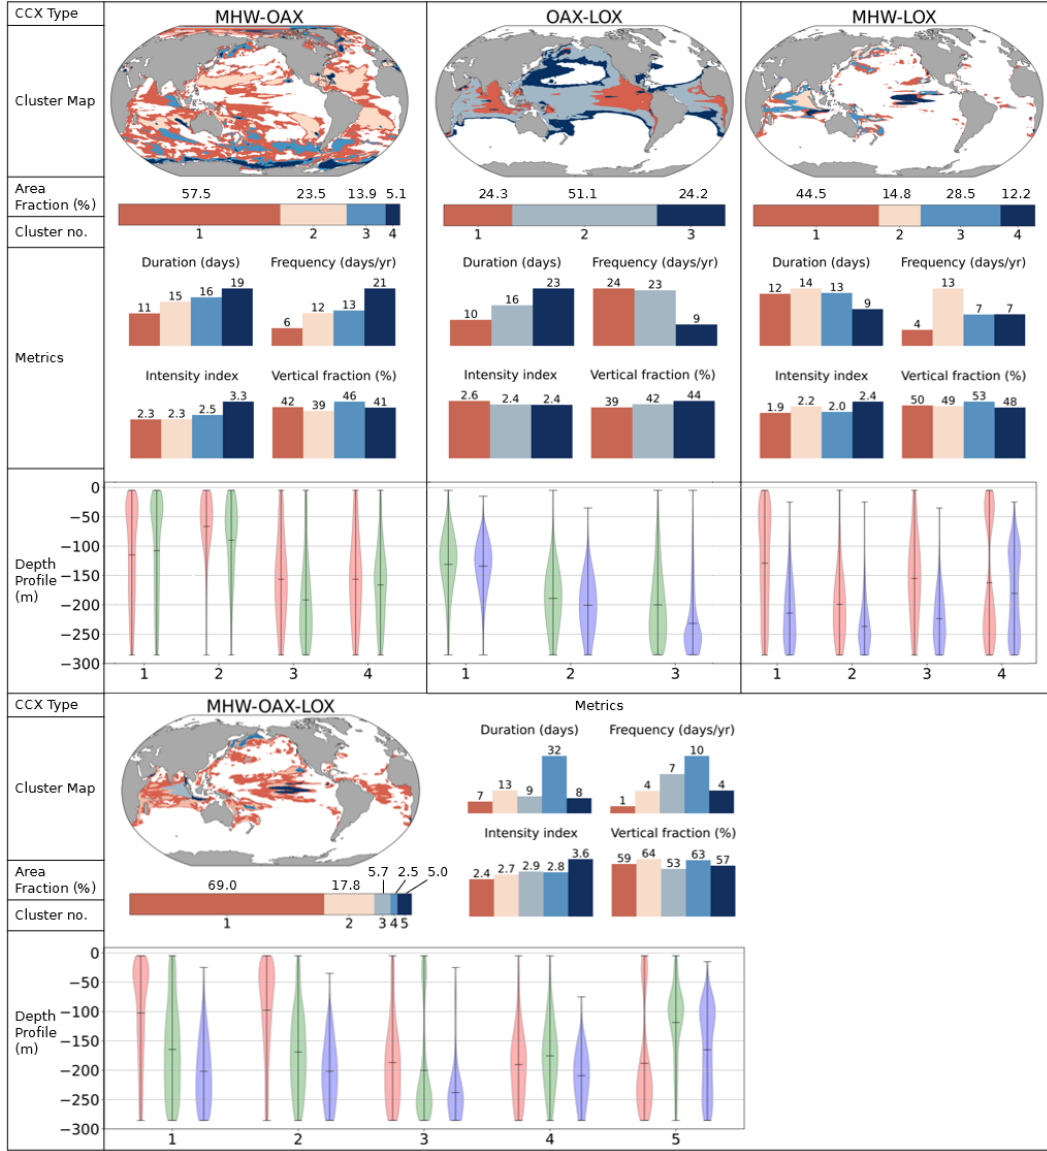 CCX Type
MHW-OAX
OAX-LOX
MHW-LOX
Cluster Map
Area
Fraction (%)
57.5 23.5 13.9 5.1
24.3 51.1 24.2
44.5 14.8 28.5 12.2
Cluster no.
1 2 3 4
1 2 3
1 2 3 4
Metrics
Duration (days)
11 15 16 19
Frequency (days/yr)
6 12 13 21
Intensity index
2.3 2.3 2.5 3.3
Vertical fraction (%)
42 39 46 41
Duration (days)
10 16 23
Frequency (days/yr)
24 23 9
Intensity index
2.6 2.4 2.4
Vertical fraction (%)
39 42 44
Duration (days)
12 14 13 9
Frequency (days/yr)
4 13 7 7
Intensity index
1.9 2.2 2.0 2.4
Vertical fraction (%)
50 49 53 48
Depth
Profile
(m)
0
−50
−100
−150
−200
−250
−300
1 2 3 4
1 2 3
1 2 3 4
CCX Type
MHW-OAX-LOX
Metrics
Cluster Map
Area
Fraction (%)
69.0 17.8 5.7 2.5 5.0
Cluster no.
1 2 3 4 5
Duration (days)
7 13 9 32 8
Frequency (days/yr)
1 4 7 10 4
Intensity index
2.4 2.7 2.9 2.8 3.6
Vertical fraction (%)
59 64 53 63 57
Depth
Profile
(m)
0
−50
−100
−150
−200
−250
−300
1 2 3 4 5